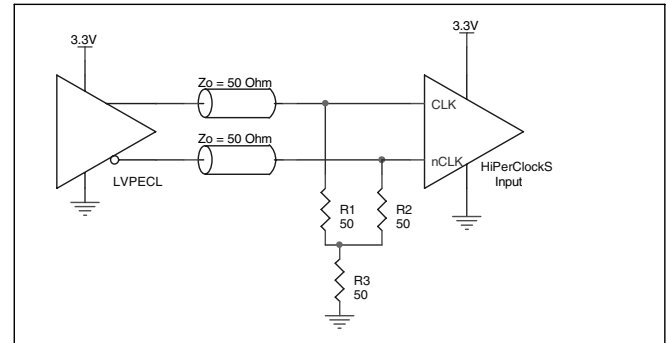 3.3V
3.3V
Zo = 50 Ohm
CLK
Zo = 50 Ohm
nCLK
HiPerClockS
Input
LVPECL
R1
50
R2
50
R3
50